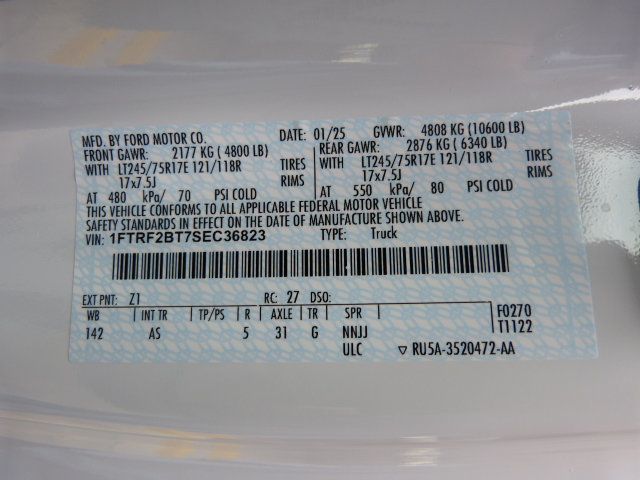 MFD. BY FORD MOTOR CO. DATE: 01/25 GVWR: 4808 KG (10600 LB)
FRONT GAWR: 2177 KG ( 4800 LB) REAR GAWR: 2876 KG ( 6340 LB)
WITH LT245/75R17E 121/118R TIRES WITH LT245/75R17E 121/118R TIRES
17x7.5J RIMS 17x7.5J RIMS
AT 480 kPa/ 70 PSI COLD AT 550 kPa/ 80 PSI COLD
THIS VEHICLE CONFORMS TO ALL APPLICABLE FEDERAL MOTOR VEHICLE
SAFETY STANDARDS IN EFFECT ON THE DATE OF MANUFACTURE SHOWN ABOVE.
VIN: 1FTRF2BT7SEC36823 TYPE: Truck
EXT PNT: Z1 RC: 27 DSO:
WB INT TR TP/PS R AXLE TR SPR F0270
142 AS 5 31 G NNJJ T1122
ULC ▽ RU5A-3520472-AA